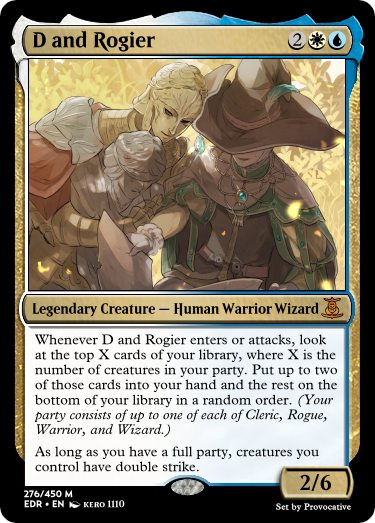 D and Rogier 2
Legendary Creature — Human Warrior Wizard
Whenever D and Rogier enters or attacks, look
at the top X cards of your library, where X is the
number of creatures in your party. Put up to two
of those cards into your hand and the rest on the
bottom of your library in a random order. (Your
party consists of up to one of each of Cleric, Rogue,
Warrior, and Wizard.)
As long as you have a full party, creatures you
control have double strike.
2/6
276/450 M
EDR • EN KERO 1110
Set by Provocative